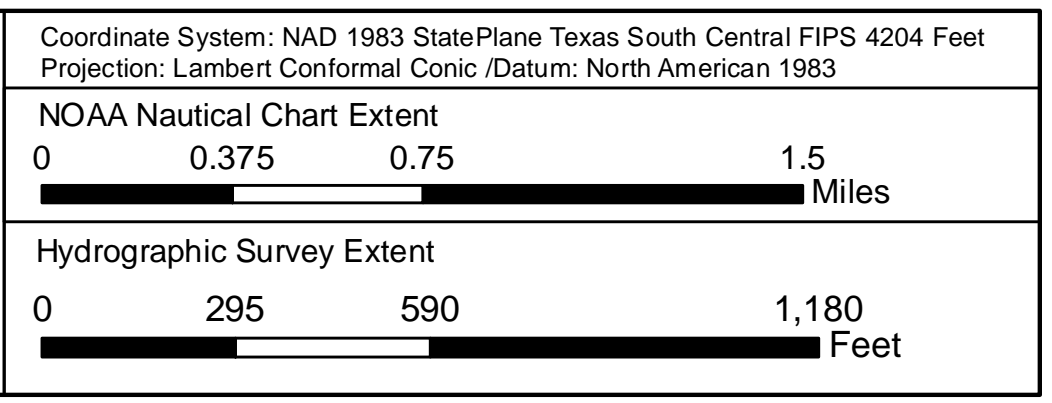 Coordinate System: NAD 1983 StatePlane Texas South Central FIPS 4204 Feet
Projection: Lambert Conformal Conic /Datum: North American 1983
NOAA Nautical Chart Extent
0 0.375 0.75 1.5
Miles
Hydrographic Survey Extent
0 295 590 1,180
Feet